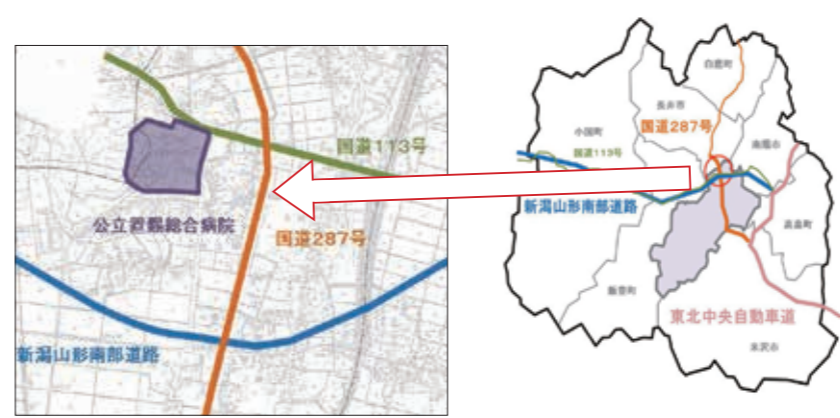 国道113号
公立置賜総合病院
国道287号
新潟山形南部道路
白鷹町
長井市
小国町
国道287号
南陽市
国道113号
新潟山形南部道路
高畠町
飯豊町
東北中央自動車道
米沢市